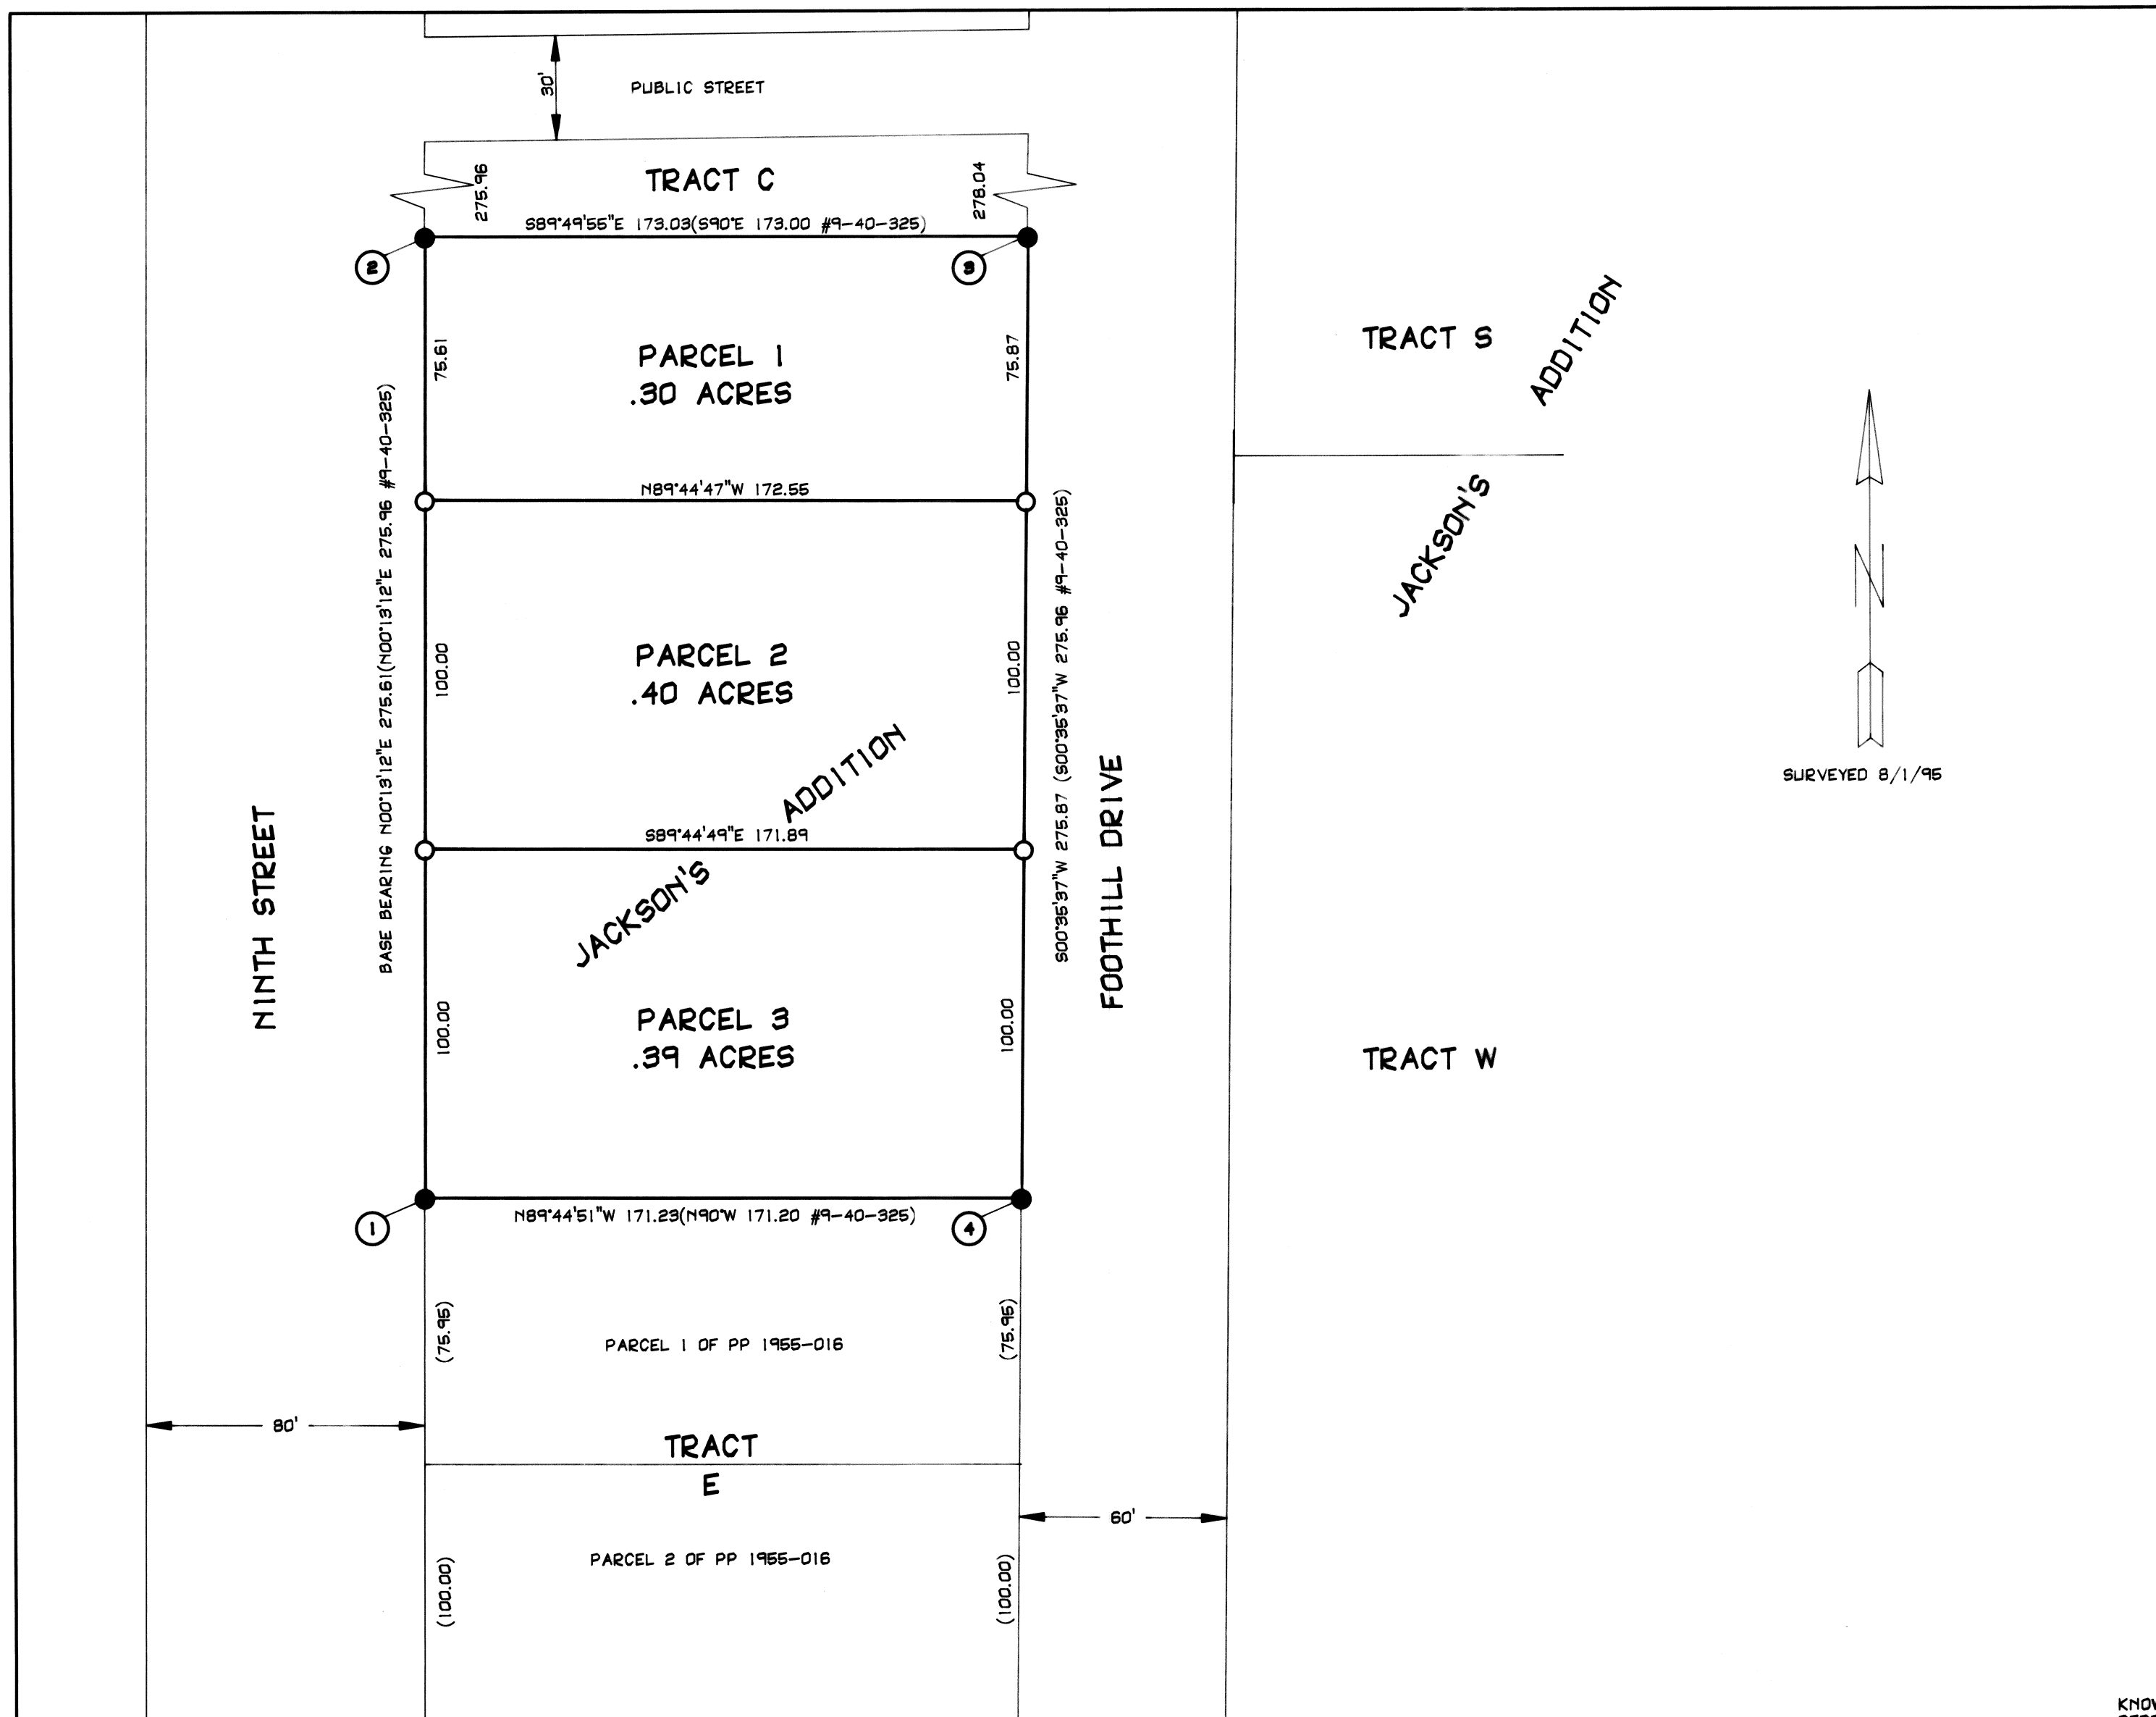 30'
PUBLIC STREET
275.96
TRACT C
278.04
S89°49'55"E 173.03(S90°E 173.00 #9-40-325)
2
3
75.61
PARCEL 1
.30 ACRES
75.87
TRACT S
ADDITION
JACKSON'S
N89°44'47"W 172.55
BASE BEARING N00°13'12"E 275.61(N00°13'12"E 275.96 #9-40-325)
100.00
PARCEL 2
.40 ACRES
100.00
S00°35'37"W 275.87 (S00°35'37"W 275.96 #9-40-325)
N
SURVEYED 8/1/95
ADDITION
JACKSON'S
S89°44'49"E 171.89
NINTH STREET
FOOTHILL DRIVE
100.00
PARCEL 3
.39 ACRES
100.00
TRACT W
N89°44'51"W 171.23(N90°W 171.20 #9-40-325)
1
4
(75.95)
PARCEL 1 OF PP 1955-016
(75.95)
80'
TRACT
E
60'
(100.00)
PARCEL 2 OF PP 1955-016
(100.00)